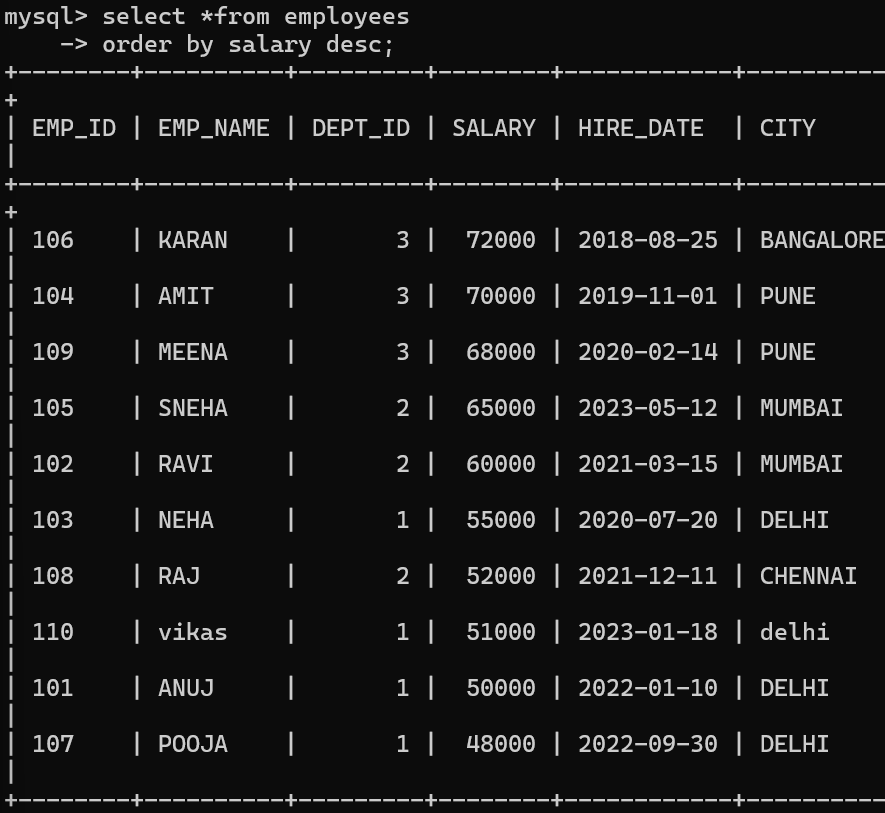 mysql> select *from employees
    -> order by salary desc;
+--------+----------+---------+--------+------------+----------
+
| EMP_ID | EMP_NAME | DEPT_ID | SALARY | HIRE_DATE  | CITY
|
+--------+----------+---------+--------+------------+----------
+
| 106    | KARAN    |       3 |  72000 | 2018-08-25 | BANGALORE
|
| 104    | AMIT     |       3 |  70000 | 2019-11-01 | PUNE
|
| 109    | MEENA    |       3 |  68000 | 2020-02-14 | PUNE
|
| 105    | SNEHA    |       2 |  65000 | 2023-05-12 | MUMBAI
|
| 102    | RAVI     |       2 |  60000 | 2021-03-15 | MUMBAI
|
| 103    | NEHA     |       1 |  55000 | 2020-07-20 | DELHI
|
| 108    | RAJ      |       2 |  52000 | 2021-12-11 | CHENNAI
|
| 110    | vikas    |       1 |  51000 | 2023-01-18 | delhi
|
| 101    | ANUJ     |       1 |  50000 | 2022-01-10 | DELHI
|
| 107    | POOJA    |       1 |  48000 | 2022-09-30 | DELHI
|
+--------+----------+---------+--------+------------+----------